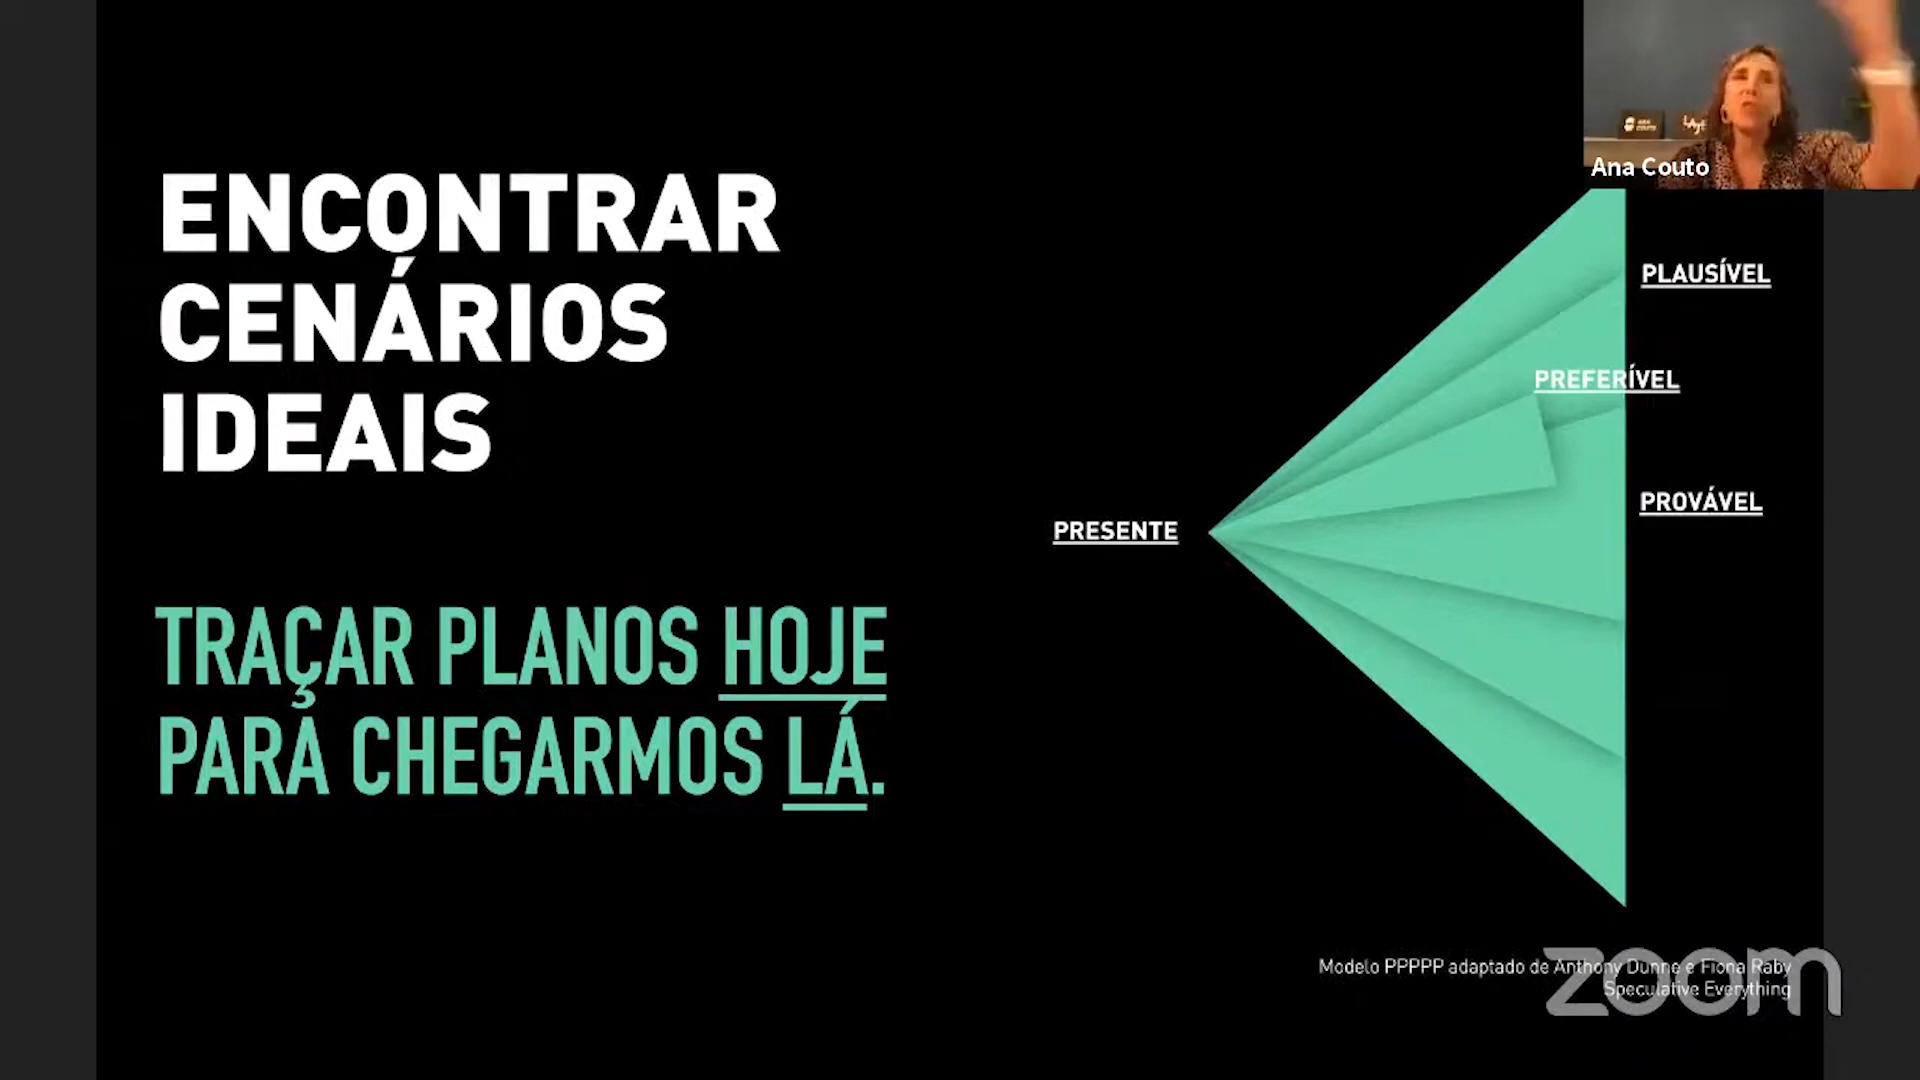 ENCONTRAR
CENÁRIOS
IDEAIS
TRAÇAR PLANOS HOJE
PARA CHEGARMOS LÁ.
PRESENTE
PLAUSÍVEL
PREFERÍVEL
PROVÁVEL
Ana Couto
Modelo PPPPP adaptado de Anthony Dunne e Fiona Raby
Speculative Everything
zoom